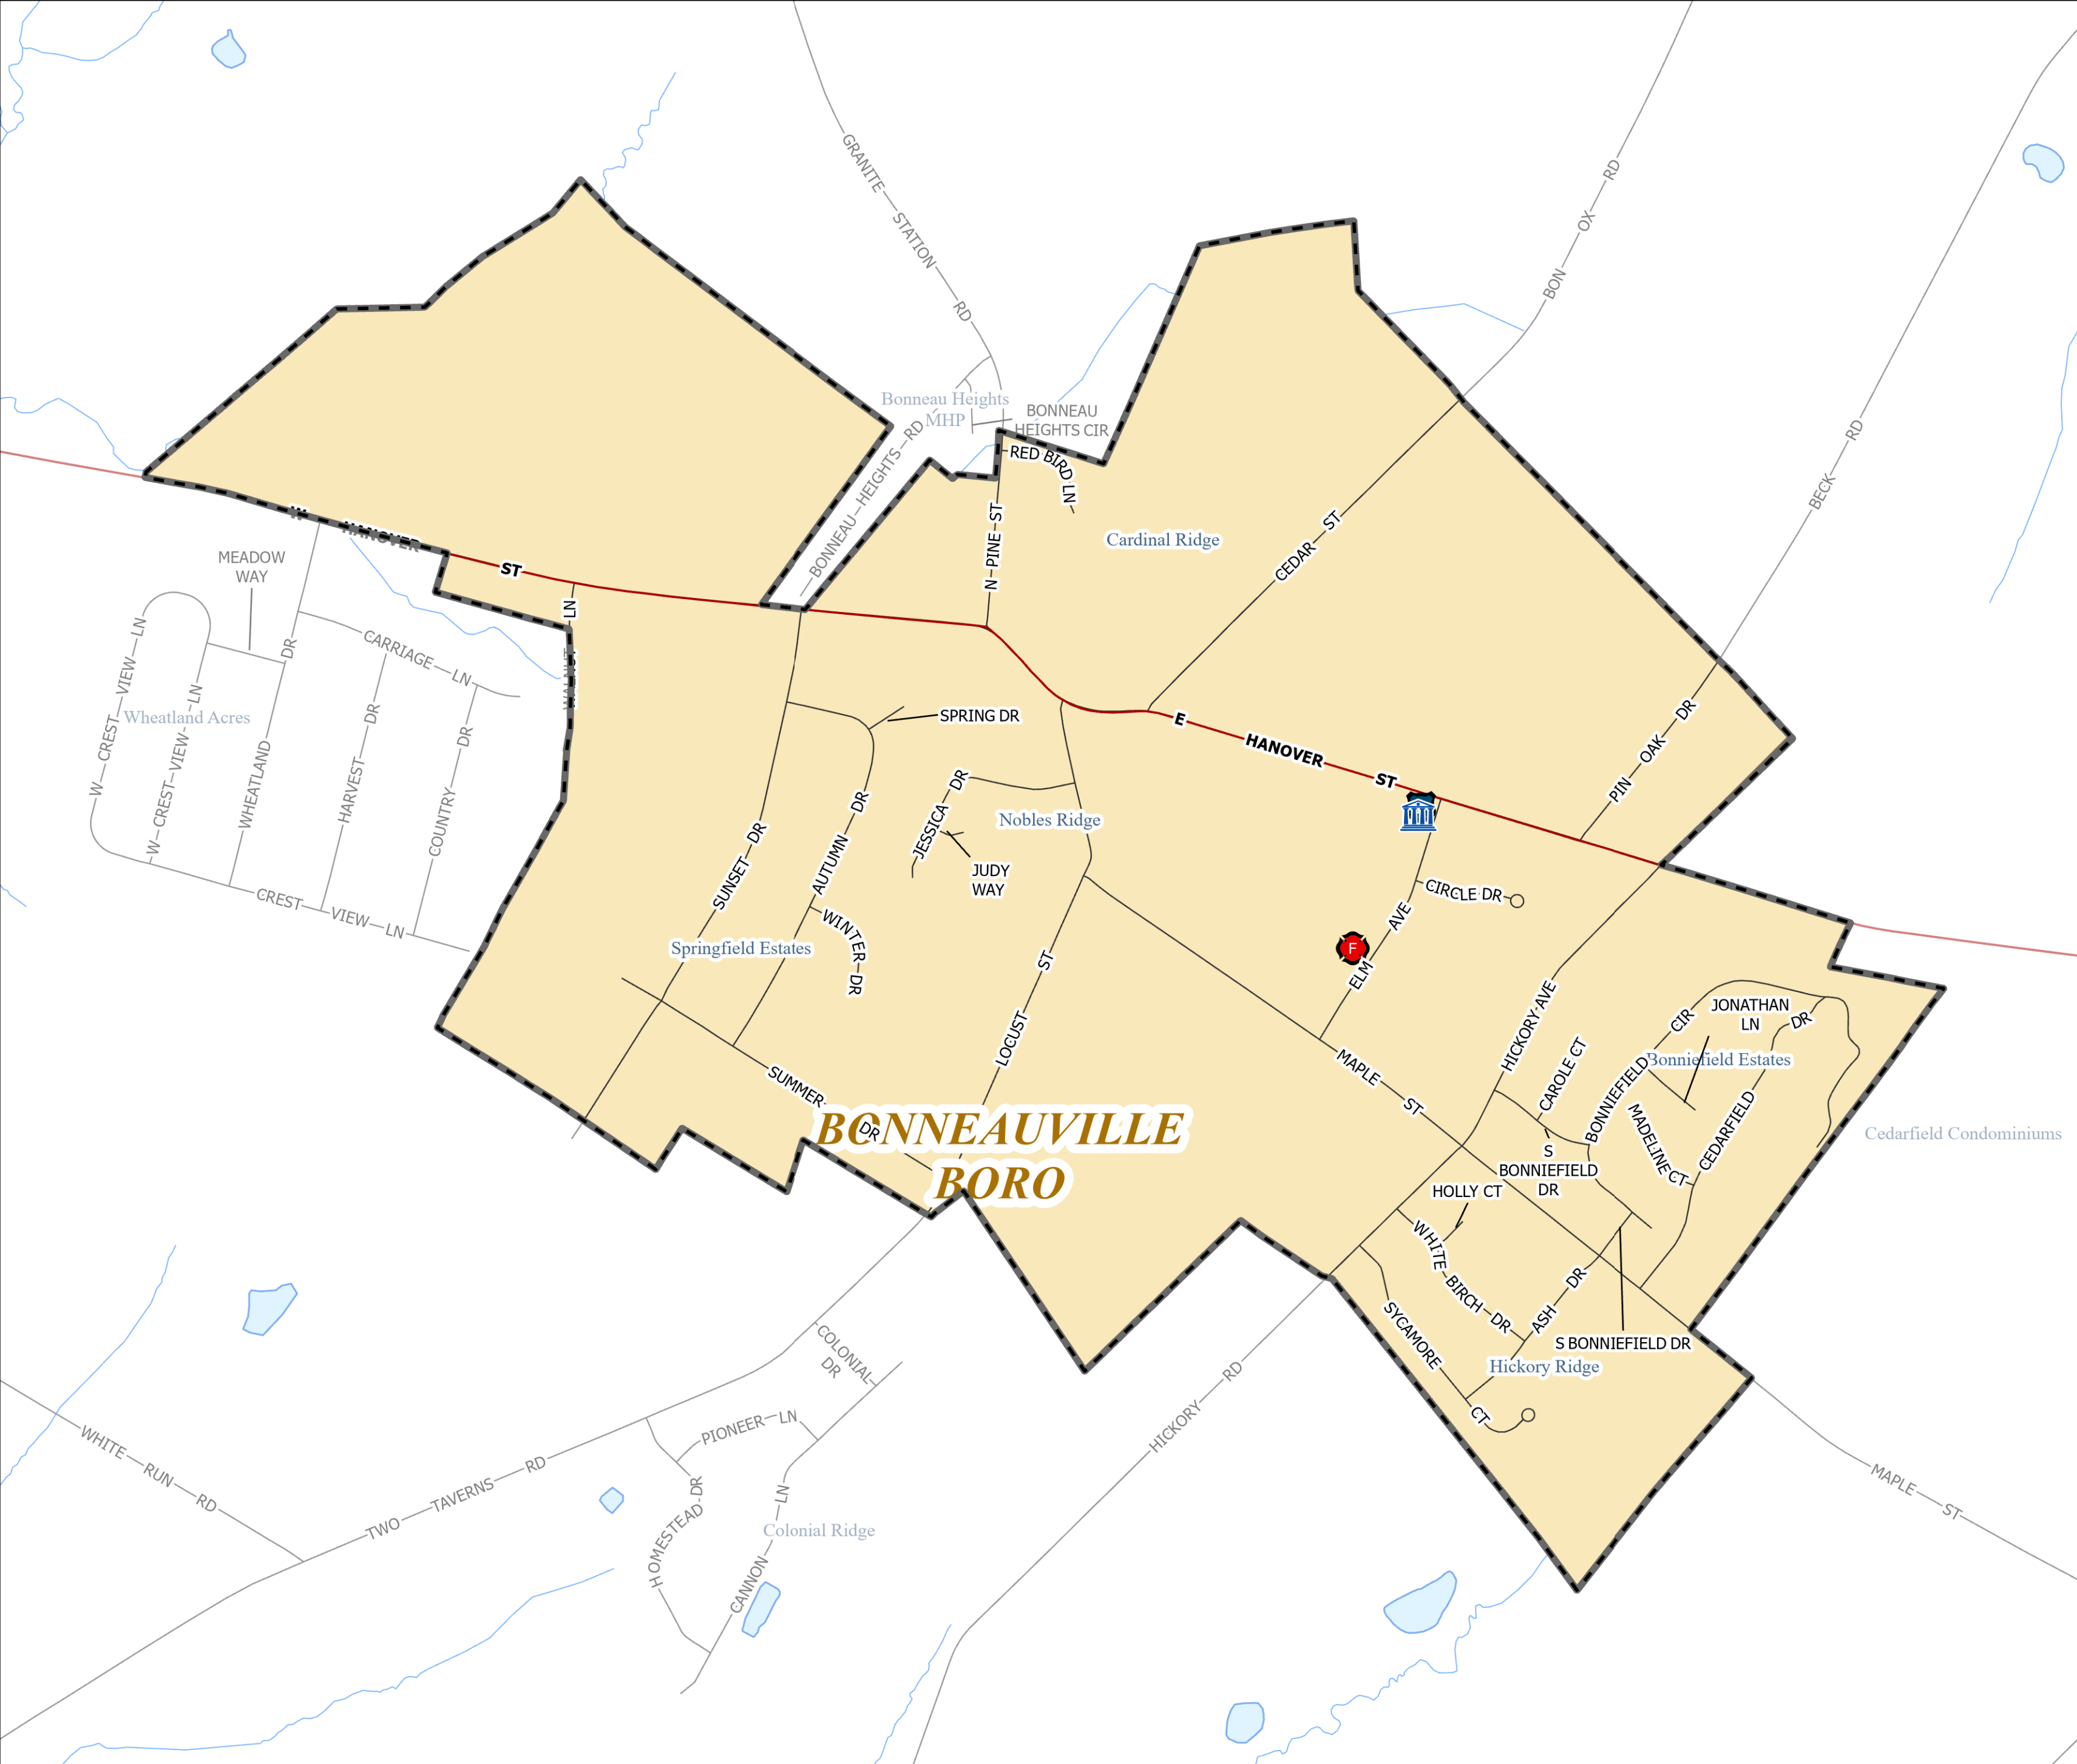 GRANITE STATION RD
BON OX RD
BECK RD
Bonneau Heights
MHP
BONNEAU
HEIGHTS CIR
BONNEAU HEIGHTS RD
RED BIRD LN
N PINE ST
Cardinal Ridge
CEDAR ST
W HANOVER ST
MEADOW
WAY
LN
WALNUT
CARRIAGE LN
W CREST VIEW LN
W CREST VIEW LN
Wheatland Acres
WHEATLAND DR
HARVEST DR
COUNTRY DR
CREST VIEW LN
SPRING DR
E HANOVER ST
PIN OAK DR
JESSICA DR
Nobles Ridge
JUDY
WAY
SUNSET DR
AUTUMN DR
WINTER DR
Springfield Estates
CIRCLE DR
ELM AVE
F
LOCUST ST
HICKORY AVE
JONATHAN
LN
BONNIEFIELD CIR
CEDARFIELD DR
Bonniefield Estates
CAROLE CT
MADELINE CT
MAPLE ST
SUMMER DR
BONNEAUVILLE
BORO
Cedarfield Condominiums
S
BONNIEFIELD
DR
HOLLY CT
WHITE BIRCH DR
ASH DR
SYCAMORE CT
S BONNIEFIELD DR
Hickory Ridge
COLONIAL
DR
HICKORY RD
PIONEER LN
WHITE RUN RD
TWO TAVERNS RD
HOMESTEAD DR
CANNON LN
Colonial Ridge
MAPLE ST